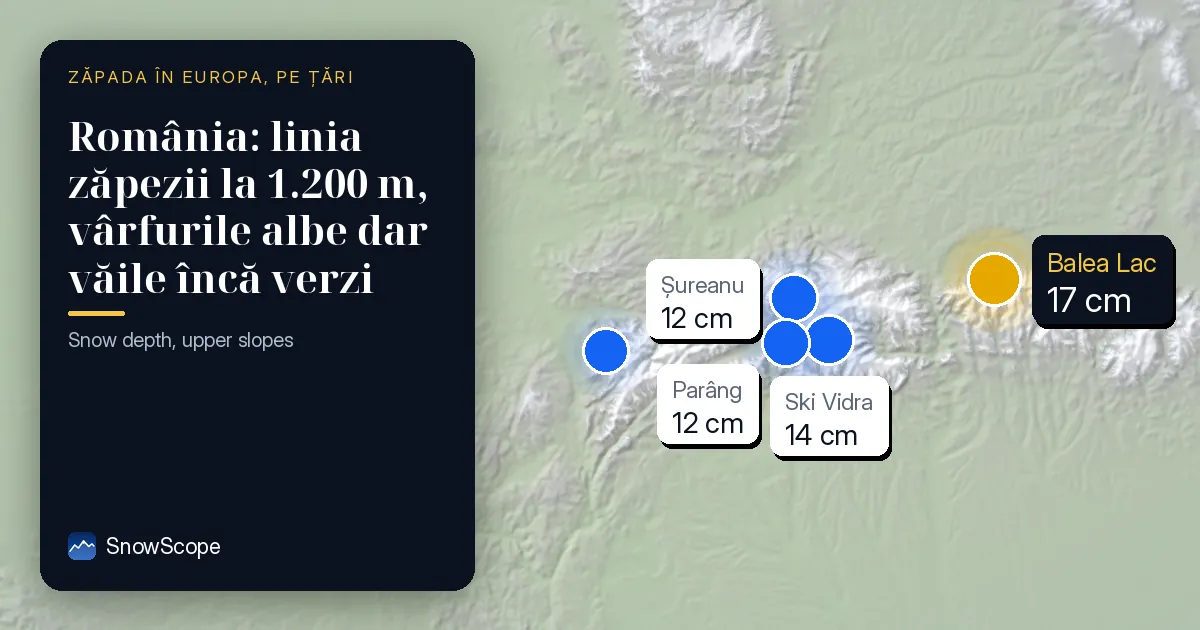 ZĂPADA ÎN EUROPA, PE ȚĂRI
România: linia
zăpezii la 1.200 m,
vârfurile albe dar
văile încă verzi
Snow depth, upper slopes
SnowScope
Șureanu
12 cm
Parâng
12 cm
Ski Vidra
14 cm
Balea Lac
17 cm